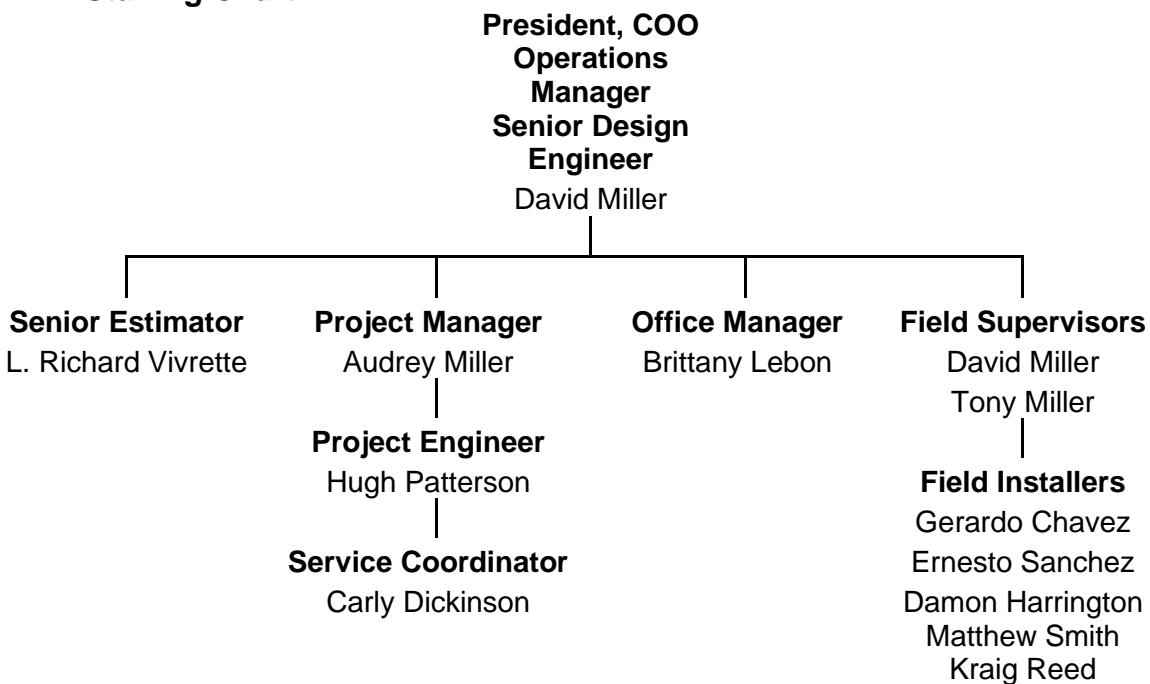 President, COO
Operations
Manager
Senior Design
Engineer
David Miller
Senior Estimator
L. Richard Vivrette
Project Manager
Audrey Miller
Project Engineer
Hugh Patterson
Service Coordinator
Carly Dickinson
Office Manager
Brittany Lebon
Field Supervisors
David Miller
Tony Miller
Field Installers
Gerardo Chavez
Ernesto Sanchez
Damon Harrington
Matthew Smith
Kraig Reed